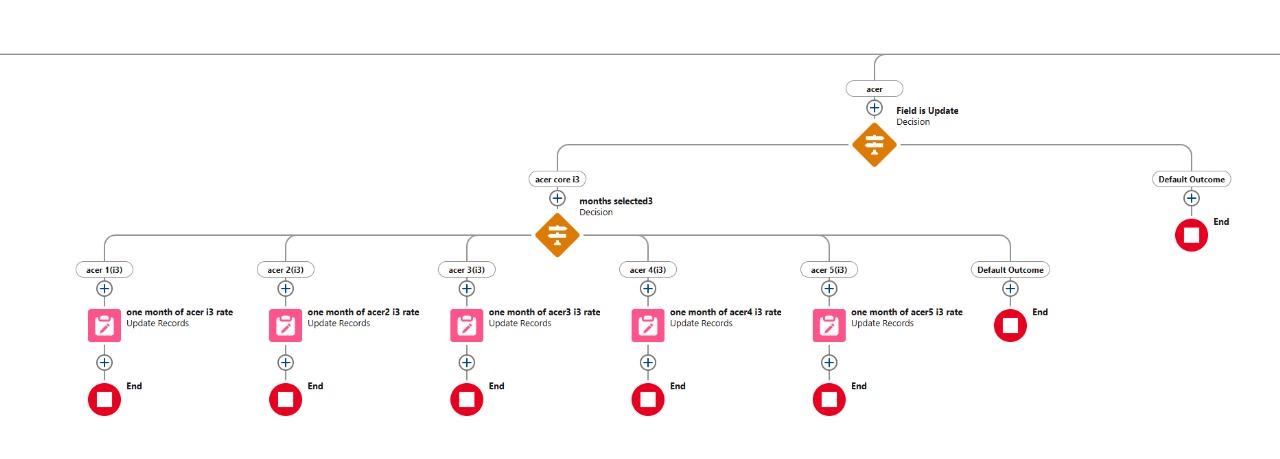 acer
Field is Update
Decision
acer core i3
Default Outcome
months selected3
Decision
End
acer 1(i3)
acer 2(i3)
acer 3(i3)
acer 4(i3)
acer 5(i3)
Default Outcome
one month of acer i3 rate
Update Records
one month of acer2 i3 rate
Update Records
one month of acer3 i3 rate
Update Records
one month of acer4 i3 rate
Update Records
one month of acer5 i3 rate
Update Records
End
End
End
End
End
End